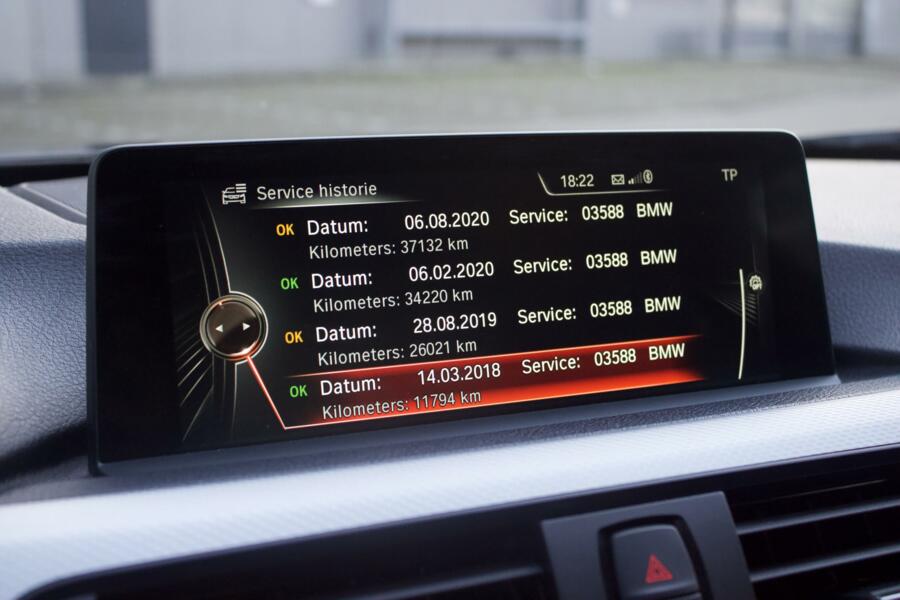 Service historie 18:22 TP
OK Datum: 06.08.2020 Service: 03588 BMW
Kilometers: 37132 km
OK Datum: 06.02.2020 Service: 03588 BMW
Kilometers: 34220 km
OK Datum: 28.08.2019 Service: 03588 BMW
Kilometers: 26021 km
OK Datum: 14.03.2018 Service: 03588 BMW
Kilometers: 11794 km